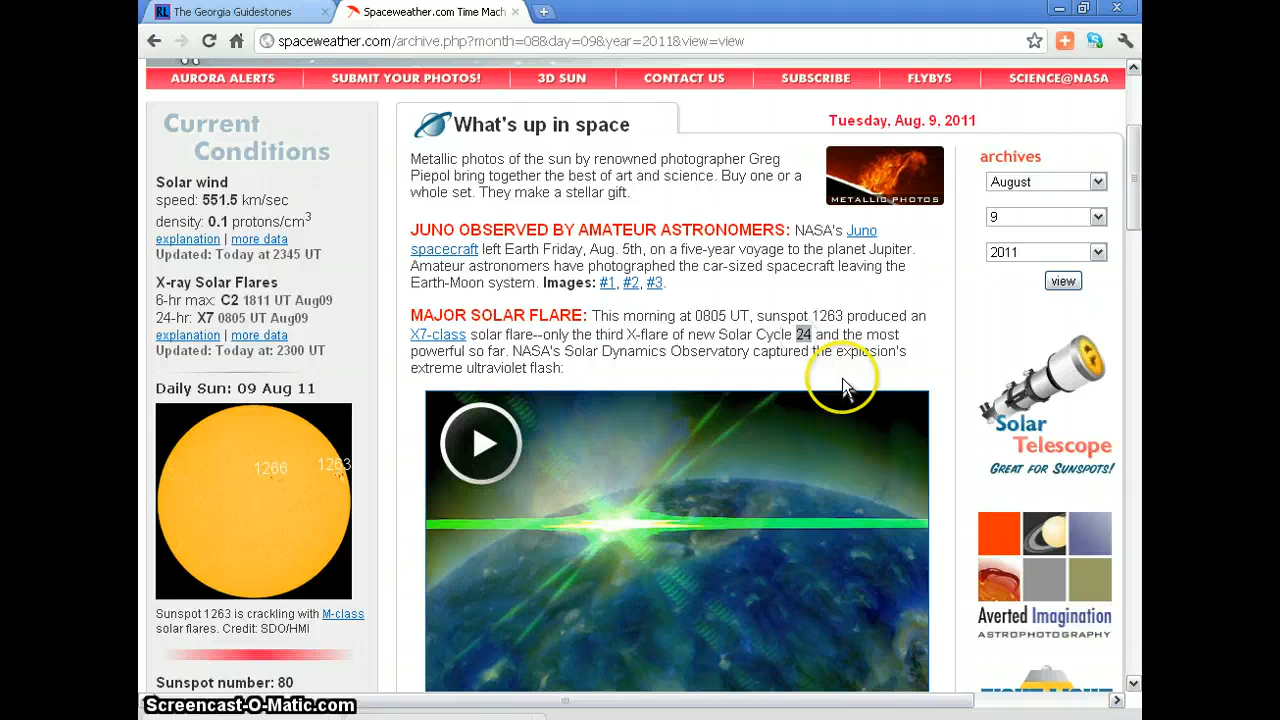 The Georgia Guidestones
Spaceweather.com Time Mach
spaceweather.com/archive.php?month=08&day=09&year=2011&view=view
AURORA ALERTS
SUBMIT YOUR PHOTOS!
3D SUN
CONTACT US
SUBSCRIBE
FLYBYS
SCIENCE@NASA
Current
Conditions
Solar wind
speed: 551.5 km/sec
density: 0.1 protons/cm3
explanation | more data
Updated: Today at 2345 UT
X-ray Solar Flares
6-hr max: C2 1811 UT Aug09
24-hr: X7 0805 UT Aug09
explanation | more data
Updated: Today at: 2300 UT
Daily Sun: 09 Aug 11
1266
1263
Sunspot 1263 is crackling with M-class
solar flares. Credit: SDO/HMI
Sunspot number: 80
What's up in space
Tuesday, Aug. 9, 2011
Metallic photos of the sun by renowned photographer Greg
Piepol bring together the best of art and science. Buy one or a
whole set. They make a stellar gift.
METALLIC PHOTOS
JUNO OBSERVED BY AMATEUR ASTRONOMERS: NASA's Juno
spacecraft left Earth Friday, Aug. 5th, on a five-year voyage to the planet Jupiter.
Amateur astronomers have photographed the car-sized spacecraft leaving the
Earth-Moon system. Images: #1, #2, #3.
MAJOR SOLAR FLARE: This morning at 0805 UT, sunspot 1263 produced an
X7-class solar flare--only the third X-flare of new Solar Cycle 24 and the most
powerful so far. NASA's Solar Dynamics Observatory captured the explosion's
extreme ultraviolet flash:
archives
August
9
2011
view
Solar
Telescope
GREAT FOR SUNSPOTS!
Averted Imagination
ASTROPHOTOGRAPHY
Screencast-O-Matic.com